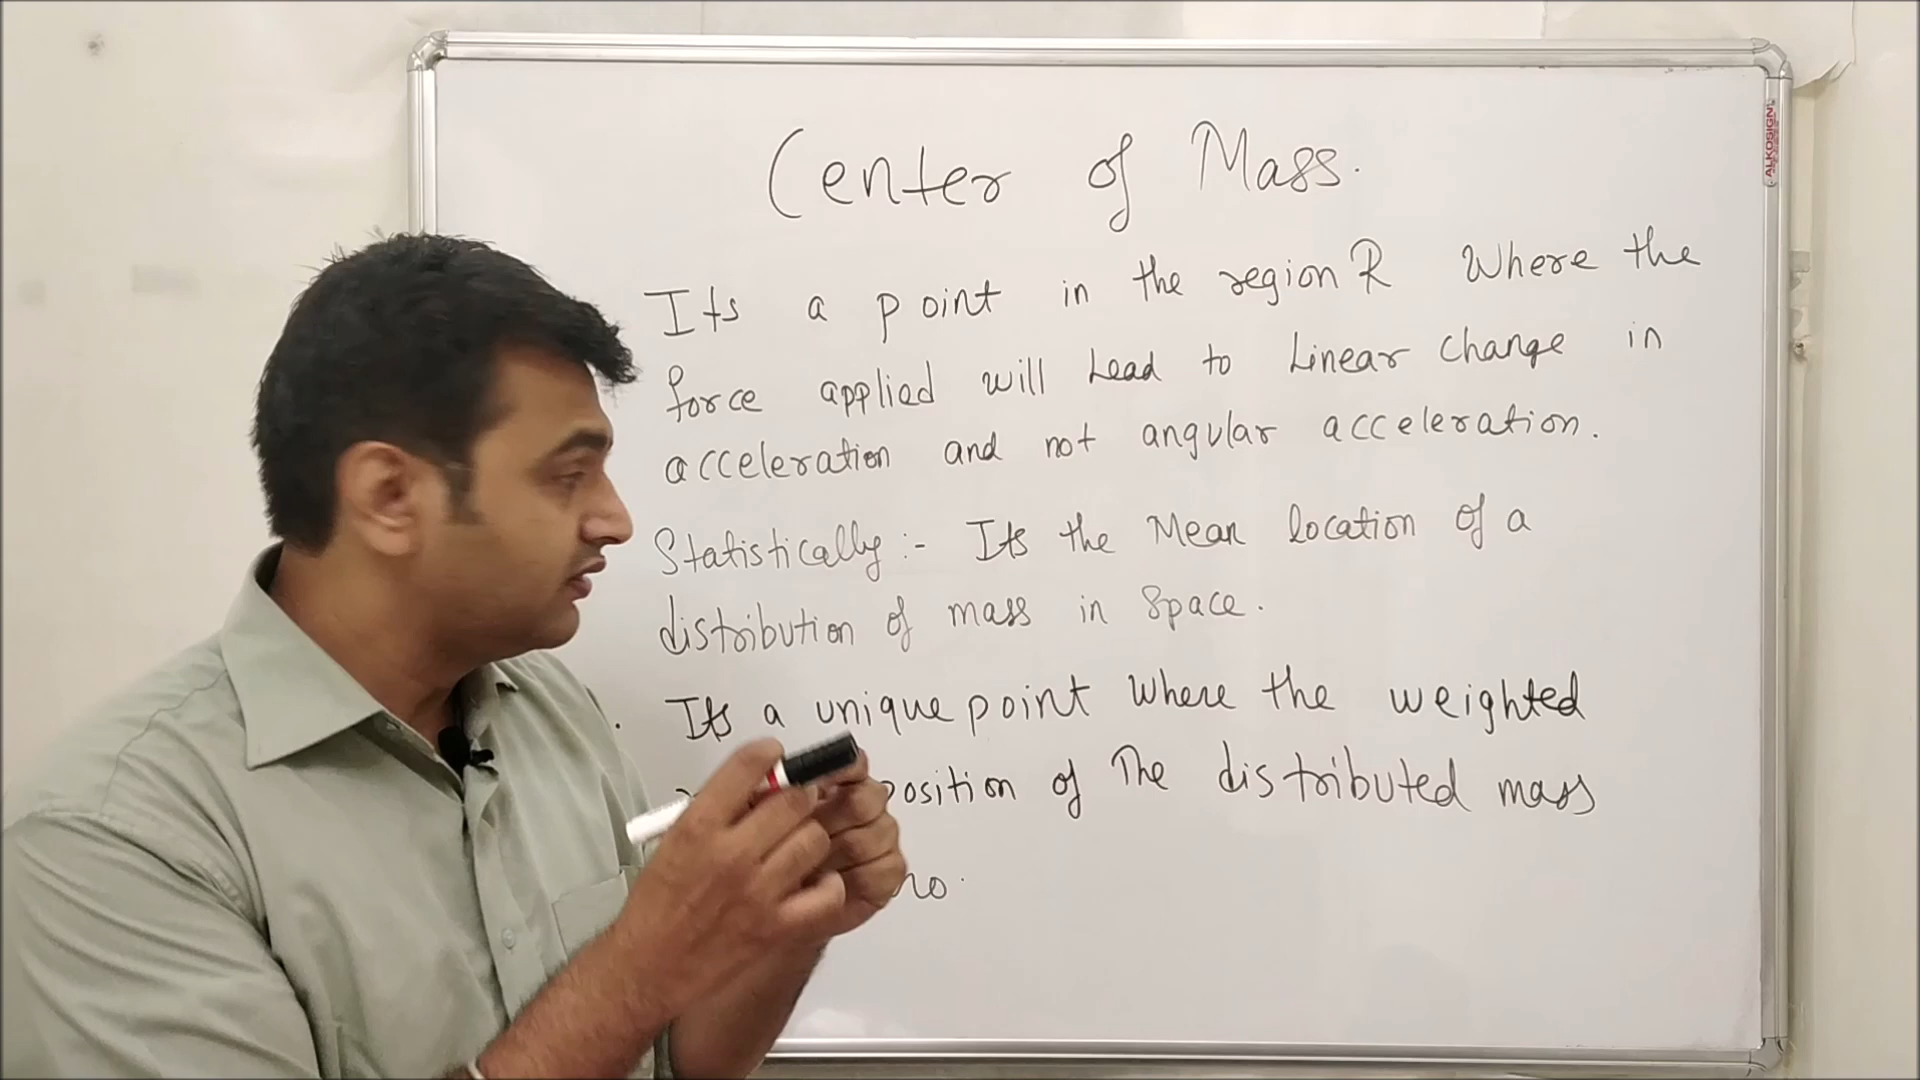 Center of Mass.
Its a point in the region R Where the
force applied will Lead to Linear change in
acceleration and not angular acceleration.
Statistically :- Its the Mean location of a
distribution of mass in Space.
. Its a unique point where the weighted
position of The distributed mass
ALKOSIGN